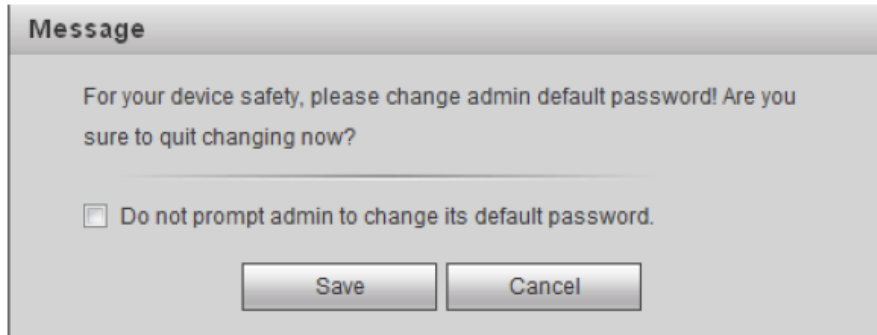 Message
For your device safety, please change admin default password! Are you
sure to quit changing now?
Do not prompt admin to change its default password.
Save
Cancel